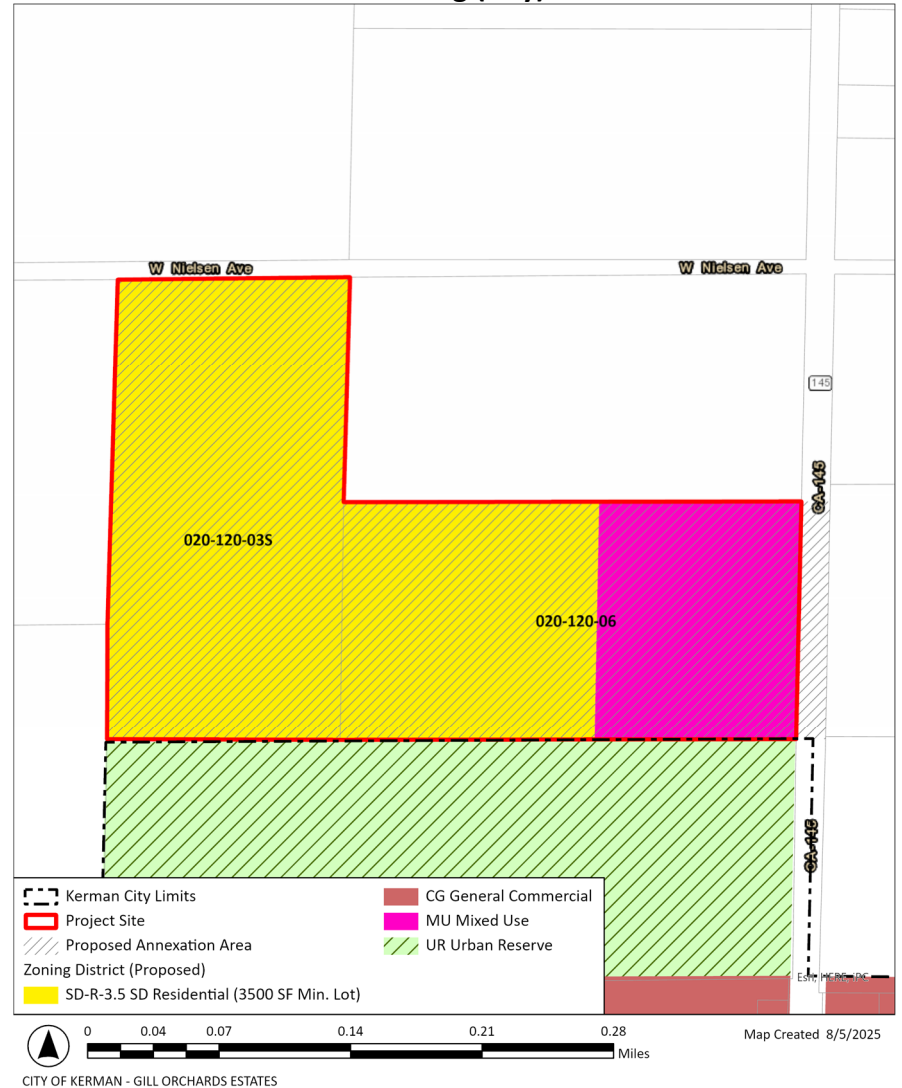 W Nielsen Ave
W Nielsen Ave
145
CA-145
020-120-03S
020-120-06
CA-145
Kerman City Limits
Project Site
Proposed Annexation Area
Zoning District (Proposed)
SD-R-3.5 SD Residential (3500 SF Min. Lot)
CG General Commercial
MU Mixed Use
UR Urban Reserve
Esri, HERE, iPC
0 0.04 0.07 0.14 0.21 0.28
Miles
Map Created 8/5/2025
CITY OF KERMAN - GILL ORCHARDS ESTATES